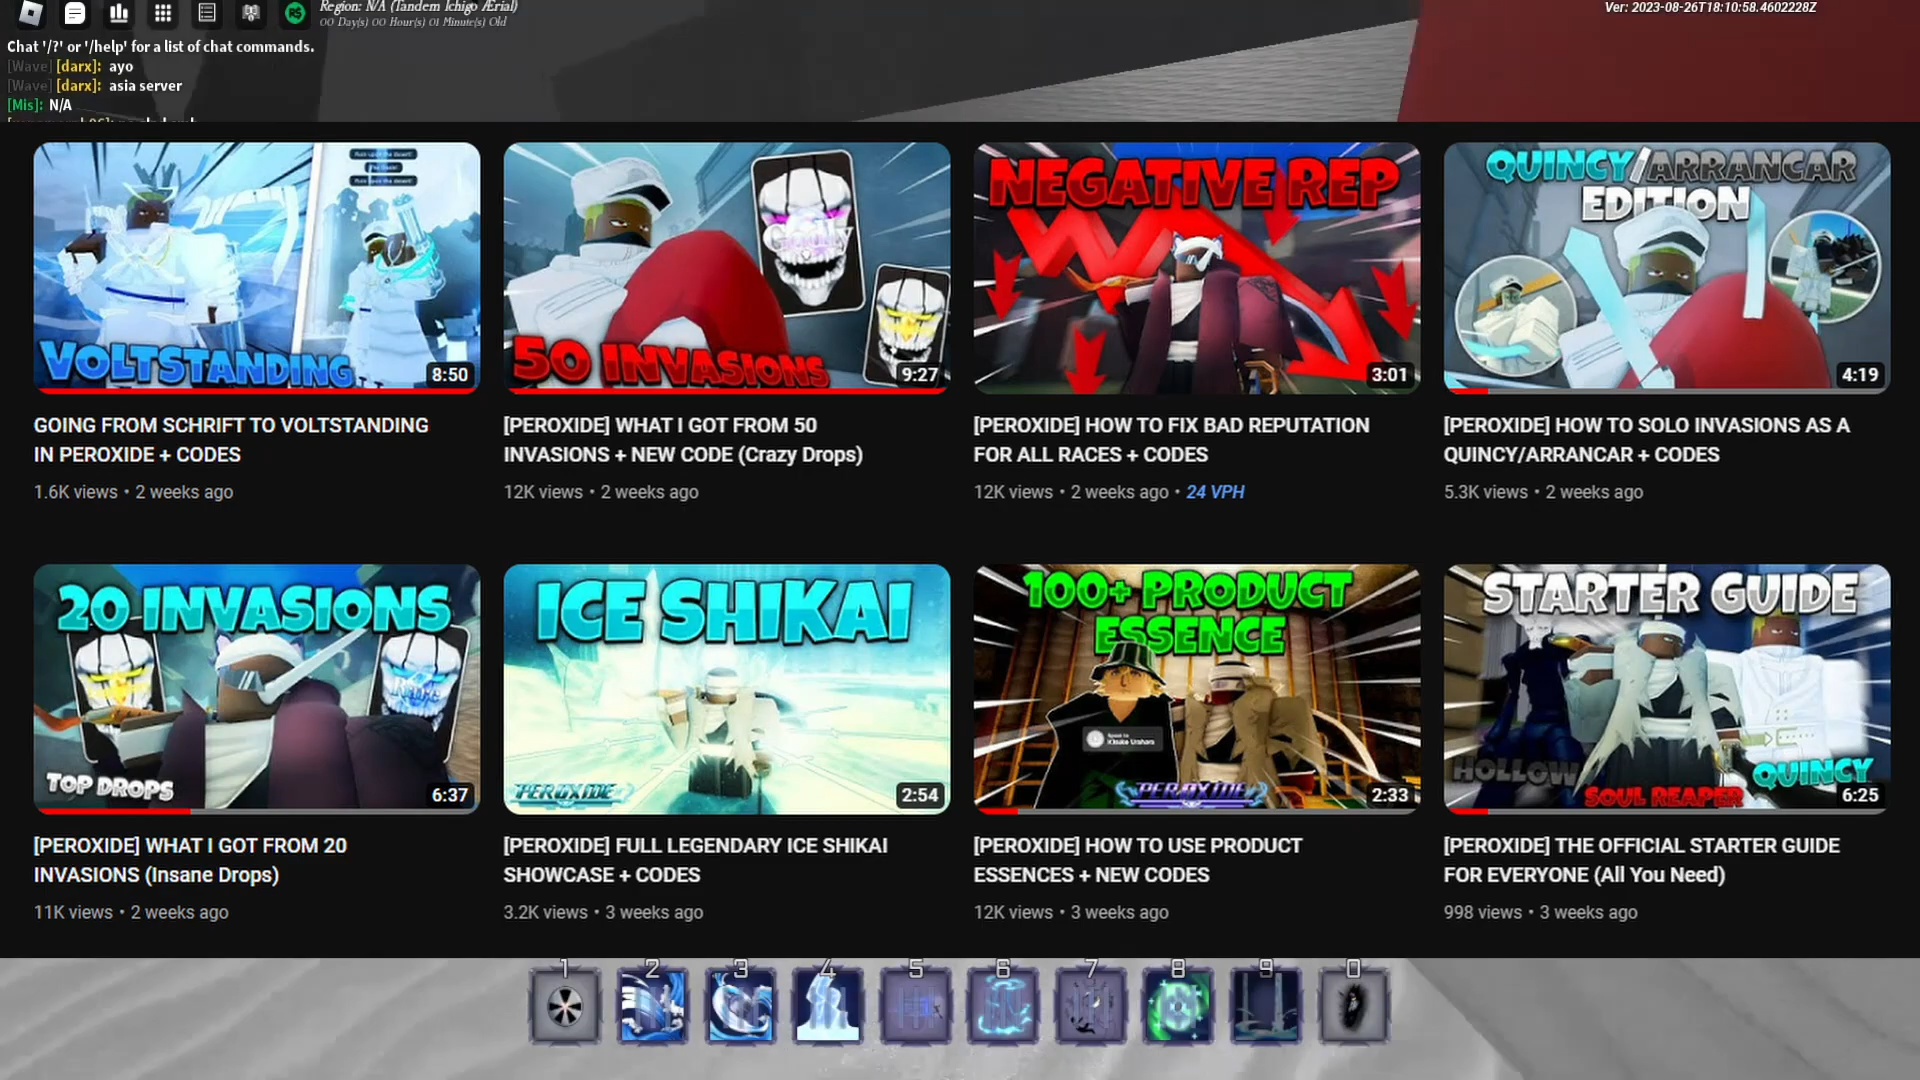 Region: N/A (Tandem Ichigo Ærial)
00 Day(s) 00 Hour(s) 01 Minute(s) Old
Ver: 2023-08-26T18:10:58.4602228Z
Chat '/?' or '/help' for a list of chat commands.
[Wave] [darx]: ayo
[Wave] [darx]: asia server
[Mis]: N/A
VOLTSTANDING
8:50
50 INVASIONS
9:27
NEGATIVE REP
3:01
QUINCY/ARRANCAR
EDITION
4:19
GOING FROM SCHRIFT TO VOLTSTANDING
IN PEROXIDE + CODES
1.6K views • 2 weeks ago
[PEROXIDE] WHAT I GOT FROM 50
INVASIONS + NEW CODE (Crazy Drops)
12K views • 2 weeks ago
[PEROXIDE] HOW TO FIX BAD REPUTATION
FOR ALL RACES + CODES
12K views • 2 weeks ago • 24 VPH
[PEROXIDE] HOW TO SOLO INVASIONS AS A
QUINCY/ARRANCAR + CODES
5.3K views • 2 weeks ago
20 INVASIONS
TOP DROPS
6:37
ICE SHIKAI
PEROXIDE
2:54
100+ PRODUCT
ESSENCE
Kisuke Urahara
PEROXIDE
2:33
STARTER GUIDE
HOLLOW
SOUL REAPER
QUINCY
6:25
[PEROXIDE] WHAT I GOT FROM 20
INVASIONS (Insane Drops)
11K views • 2 weeks ago
[PEROXIDE] FULL LEGENDARY ICE SHIKAI
SHOWCASE + CODES
3.2K views • 3 weeks ago
[PEROXIDE] HOW TO USE PRODUCT
ESSENCES + NEW CODES
12K views • 3 weeks ago
[PEROXIDE] THE OFFICIAL STARTER GUIDE
FOR EVERYONE (All You Need)
998 views • 3 weeks ago
1 2 3 4 5 6 7 8 9 0